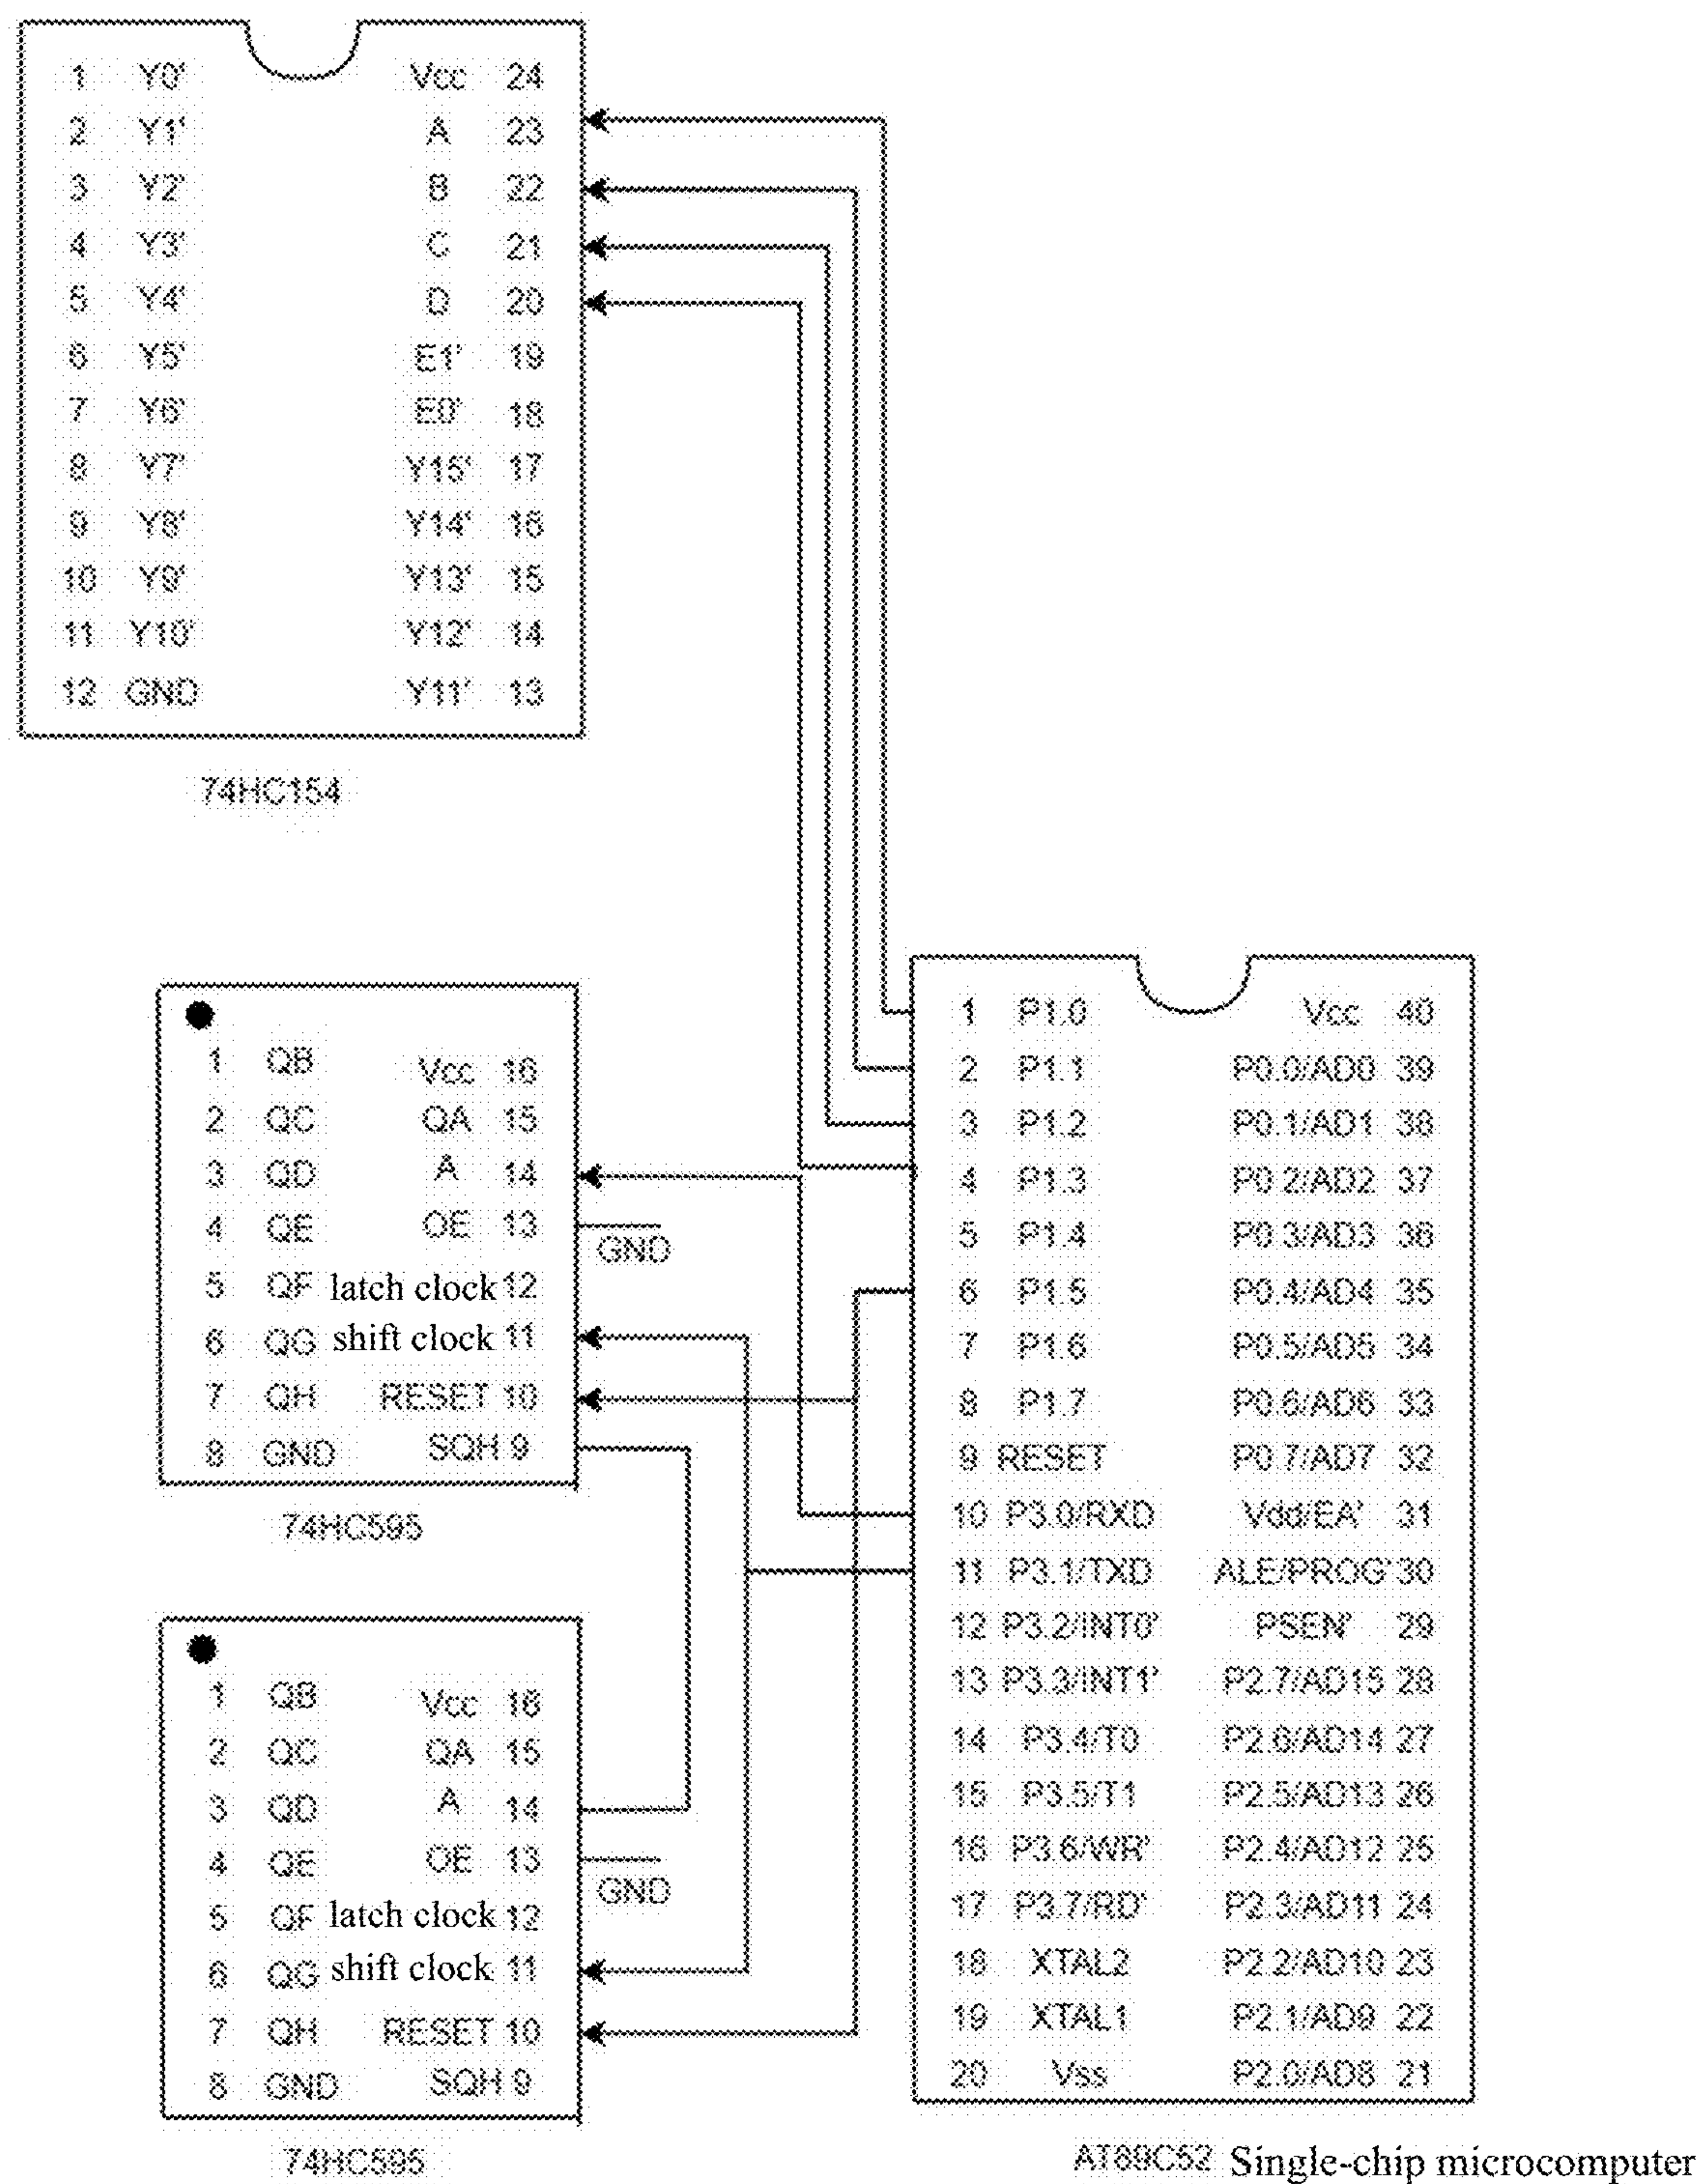 1 Y0' Vcc 24
2 Y1' A 23
3 Y2' B 22
4 Y3' C 21
5 Y4' D 20
6 Y5' E1' 19
7 Y6' E0' 18
8 Y7' Y15' 17
9 Y8' Y14' 16
10 Y9' Y13' 15
11 Y10' Y12' 14
12 GND Y11' 13
74HC154
1 QB Vcc 16
2 QC QA 15
3 QD A 14
4 QE OE 13
GND
5 QF latch clock 12
6 QG shift clock 11
7 QH RESET 10
8 GND SQH 9
74HC595
1 QB Vcc 16
2 QC QA 15
3 QD A 14
4 QE OE 13
GND
5 QF latch clock 12
6 QG shift clock 11
7 QH RESET 10
8 GND SQH 9
74HC595
1 P1.0 Vcc 40
2 P1.1 P0.0/AD0 39
3 P1.2 P0.1/AD1 38
4 P1.3 P0.2/AD2 37
5 P1.4 P0.3/AD3 36
6 P1.5 P0.4/AD4 35
7 P1.6 P0.5/AD5 34
8 P1.7 P0.6/AD6 33
9 RESET P0.7/AD7 32
10 P3.0/RXD Vdd/EA' 31
11 P3.1/TXD ALE/PROG' 30
12 P3.2/INT0' PSEN' 29
13 P3.3/INT1' P2.7/AD15 28
14 P3.4/T0 P2.6/AD14 27
15 P3.5/T1 P2.5/AD13 26
16 P3.6/WR' P2.4/AD12 25
17 P3.7/RD' P2.3/AD11 24
18 XTAL2 P2.2/AD10 23
19 XTAL1 P2.1/AD9 22
20 Vss P2.0/AD8 21
AT89C52 Single-chip microcomputer